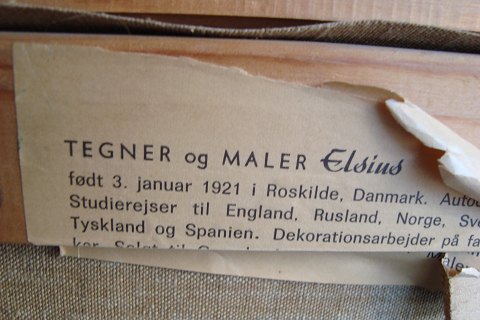 TEGNER og MALER Elsius
født 3. januar 1921 i Roskilde, Danmark.
Studierejser til England, Rusland, Norge,
Tyskland og Spanien. Dekorationsarbejder på